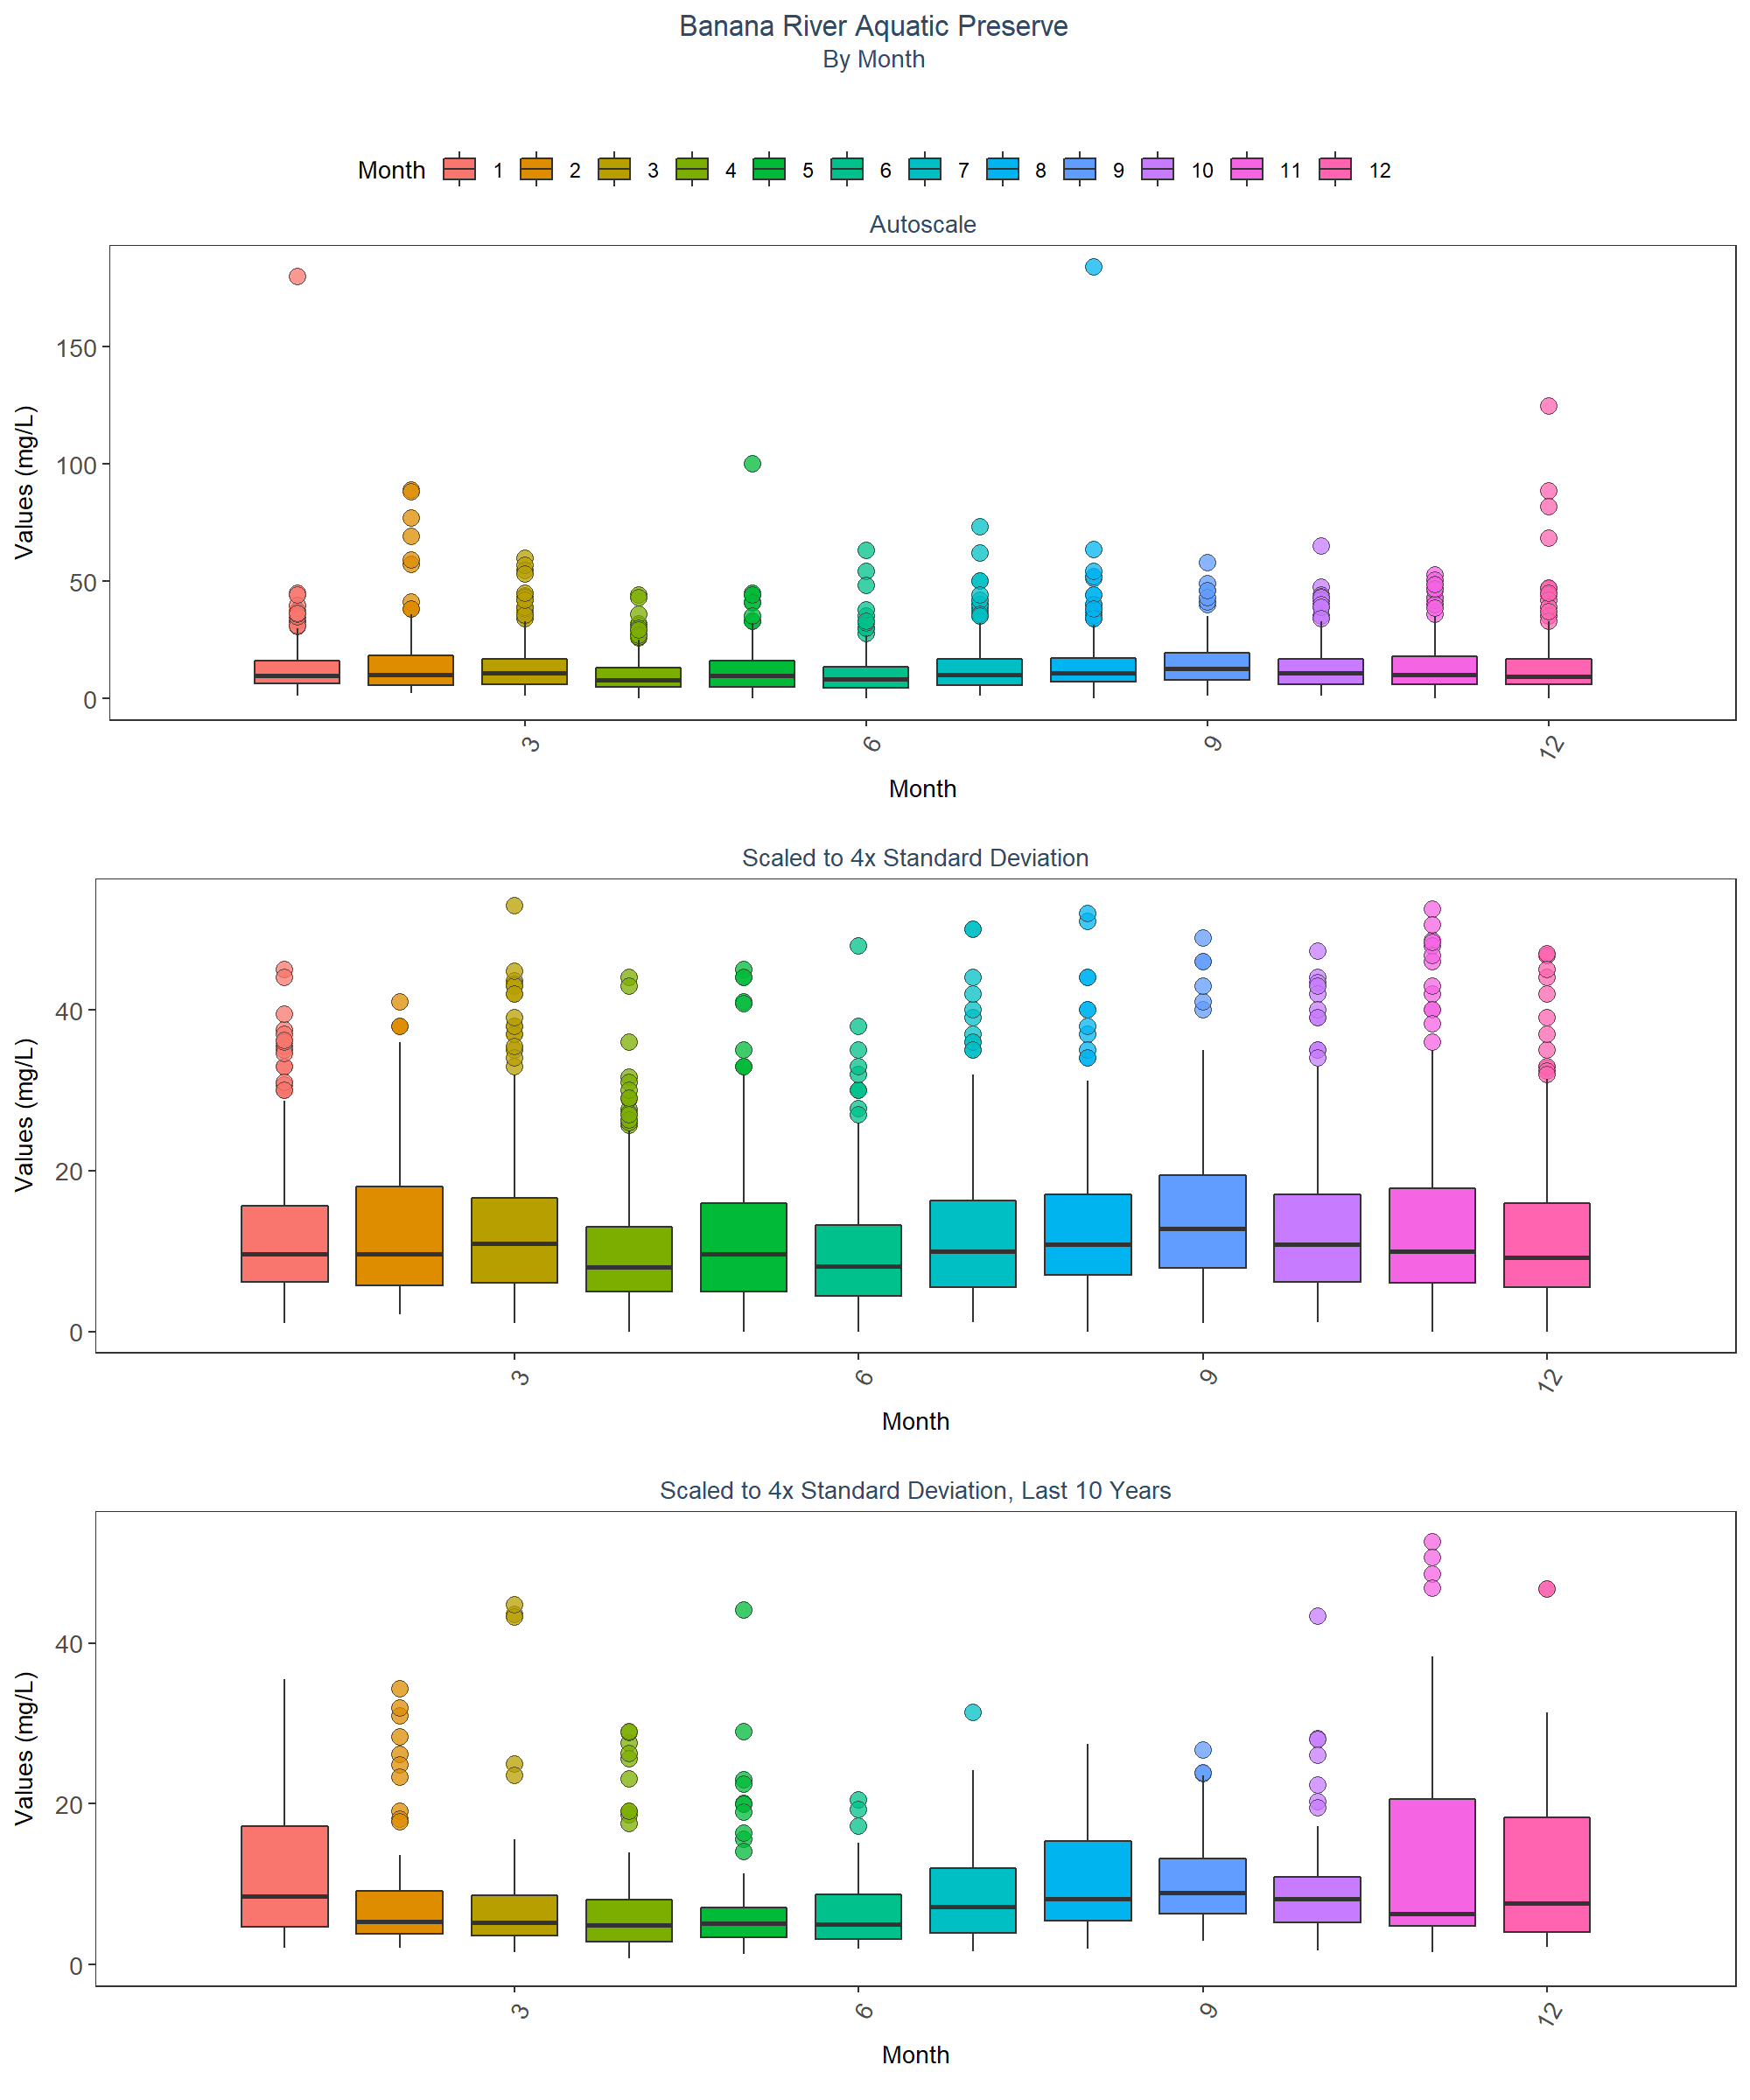 Banana River Aquatic Preserve
By Month
Month 1 2 3 4 5 6 7 8 9 10 11 12
Autoscale
Values (mg/L)
150
100
50
0
3 6 9 12
Month
Scaled to 4x Standard Deviation
Values (mg/L)
40
20
0
3 6 9 12
Month
Scaled to 4x Standard Deviation, Last 10 Years
Values (mg/L)
40
20
0
3 6 9 12
Month